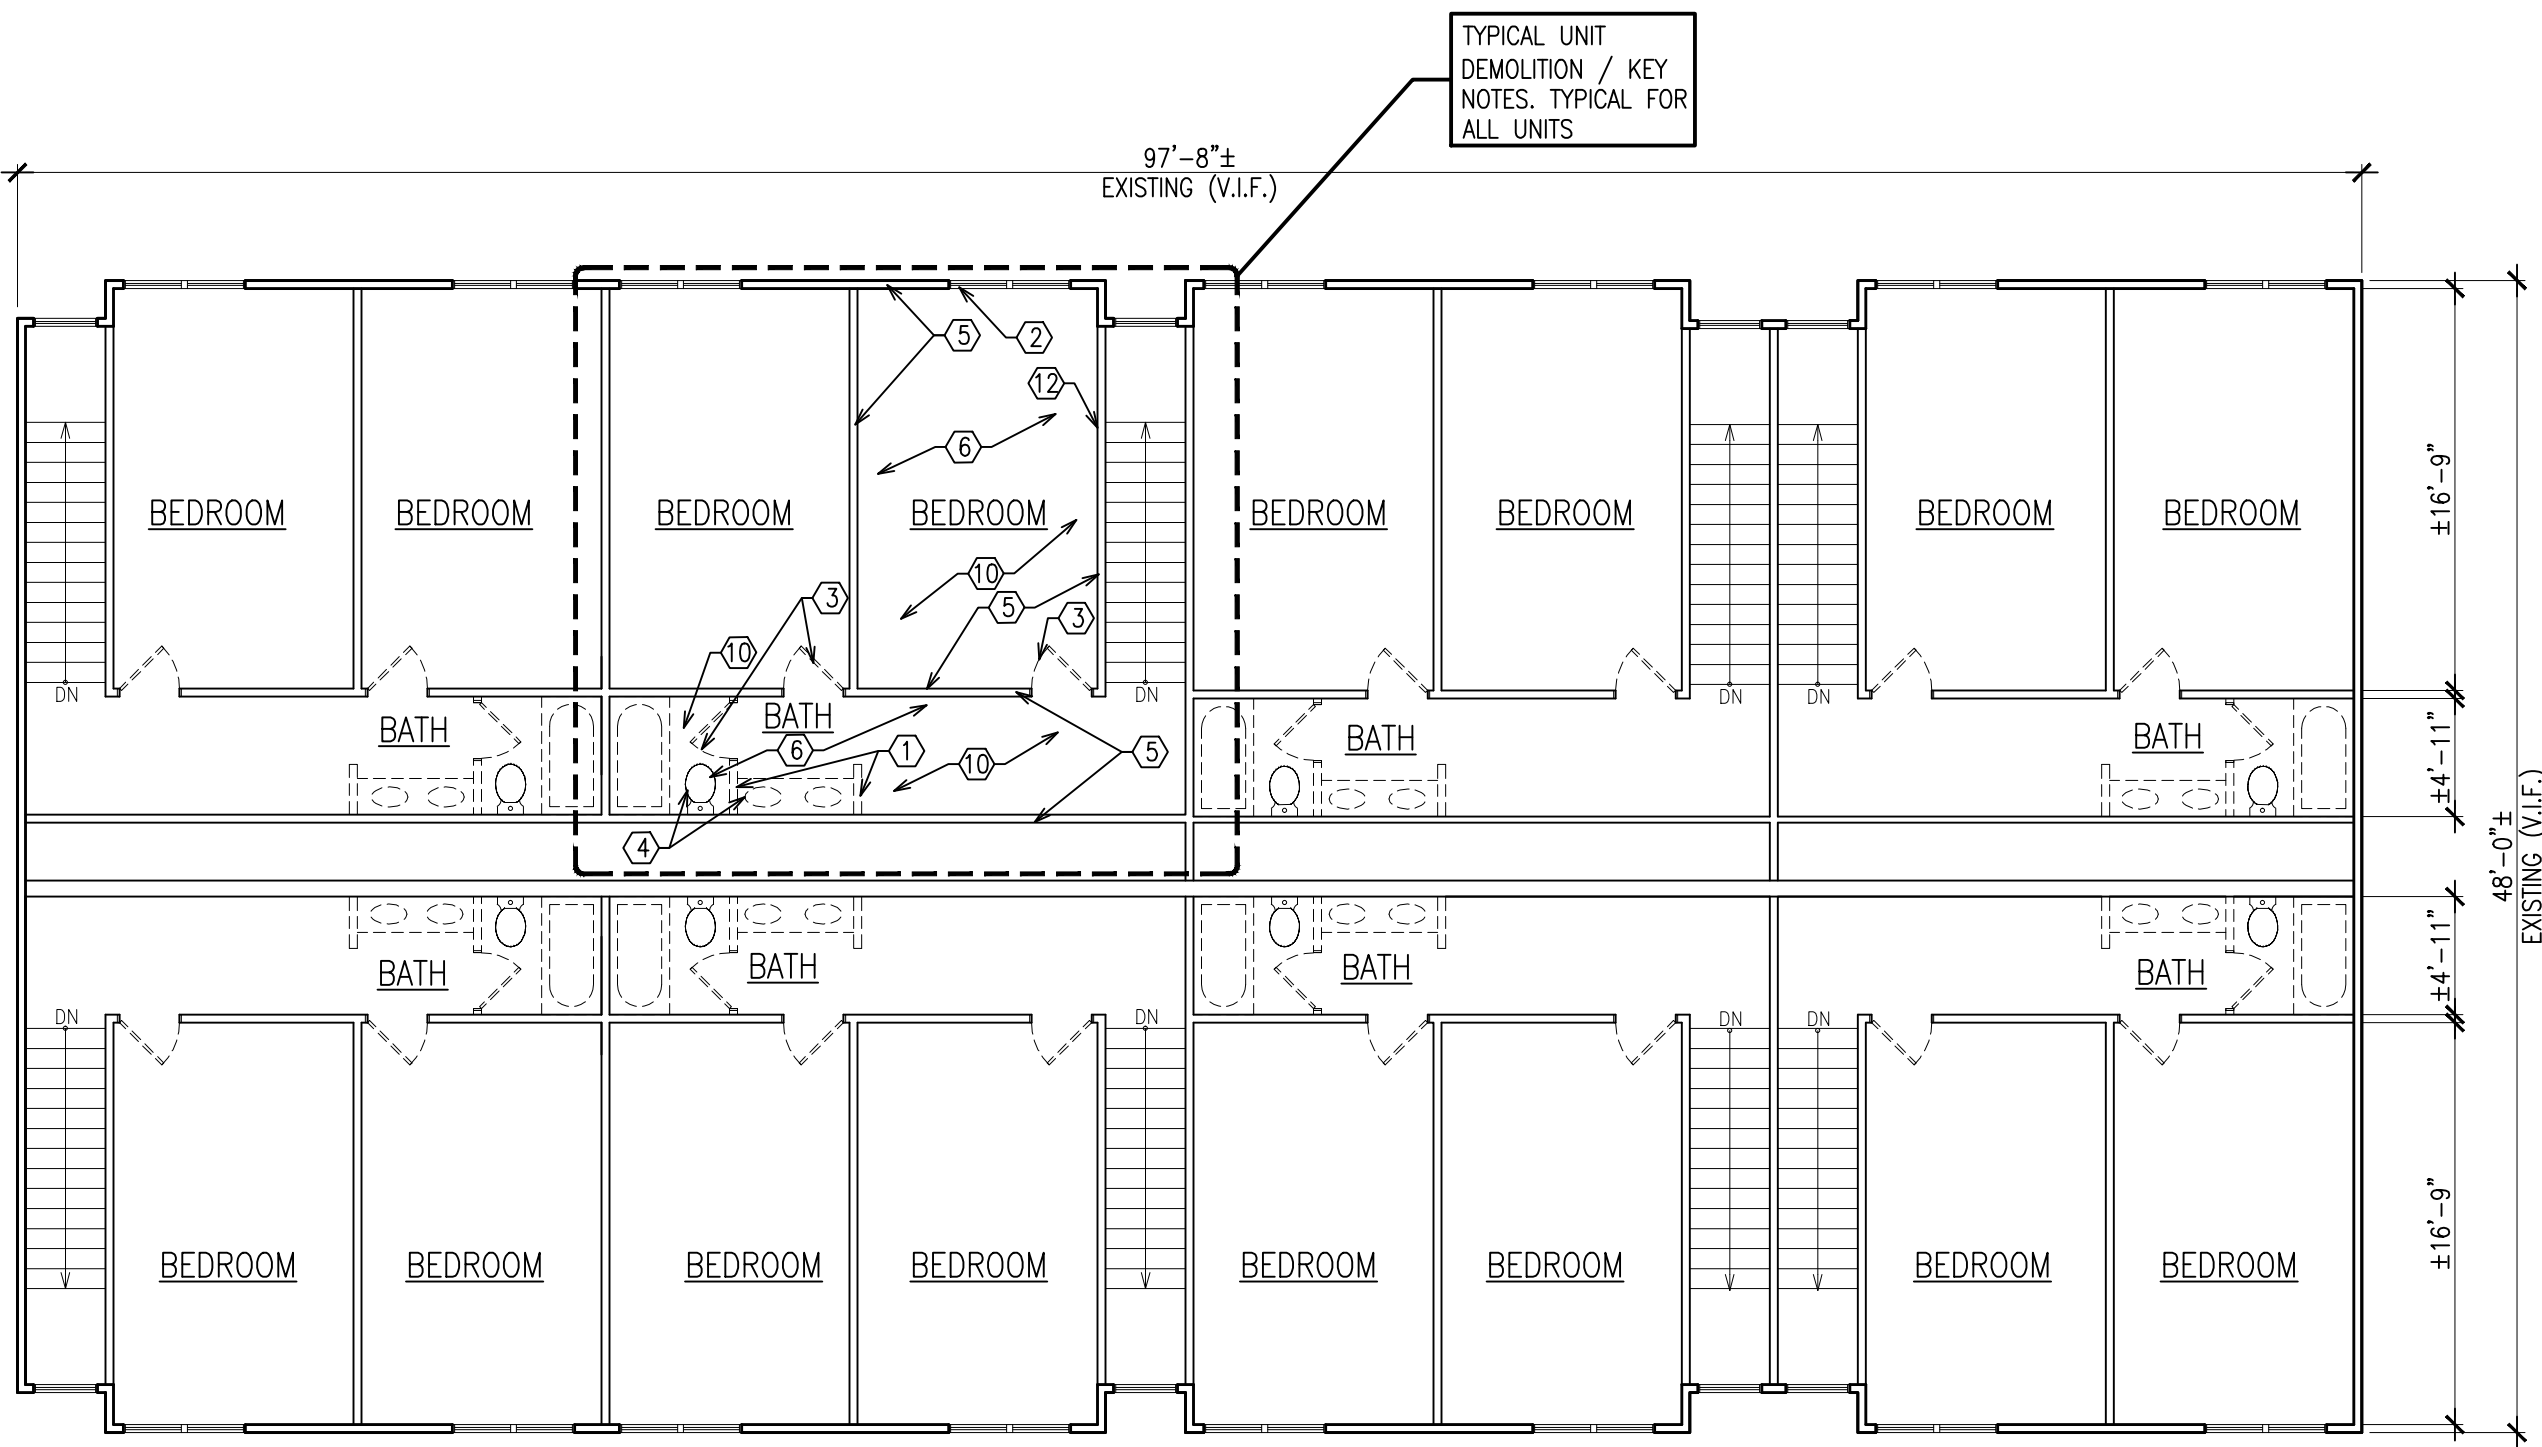 TYPICAL UNIT
DEMOLITION / KEY
NOTES. TYPICAL FOR
ALL UNITS
97'-8"±
EXISTING (V.I.F.)
5
2
12
6
BEDROOM
BEDROOM
BEDROOM
BEDROOM
BEDROOM
BEDROOM
BEDROOM
BEDROOM
±16'-9"
10
5
3
3
10
DN
DN
DN
DN
BATH
BATH
BATH
BATH
6
1
10
5
4
±4'-11"
48'-0"±
EXISTING (V.I.F.)
±4'-11"
BATH
BATH
BATH
BATH
DN
DN
DN
DN
±16'-9"
BEDROOM
BEDROOM
BEDROOM
BEDROOM
BEDROOM
BEDROOM
BEDROOM
BEDROOM